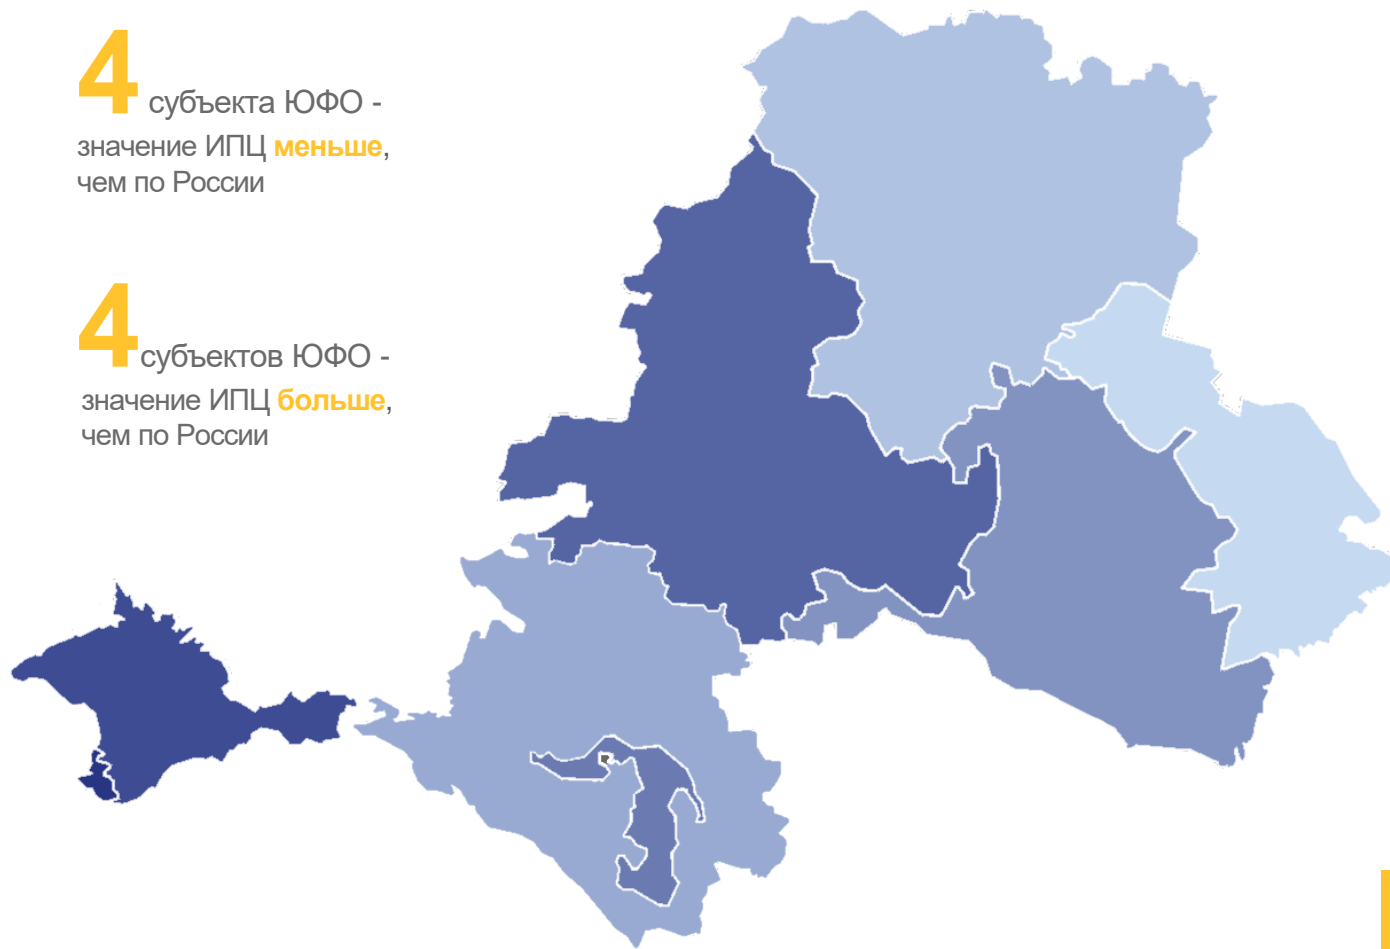 4 субъекта ЮФО -
значение ИПЦ меньше,
чем по России
4 субъектов ЮФО -
значение ИПЦ больше,
чем по России